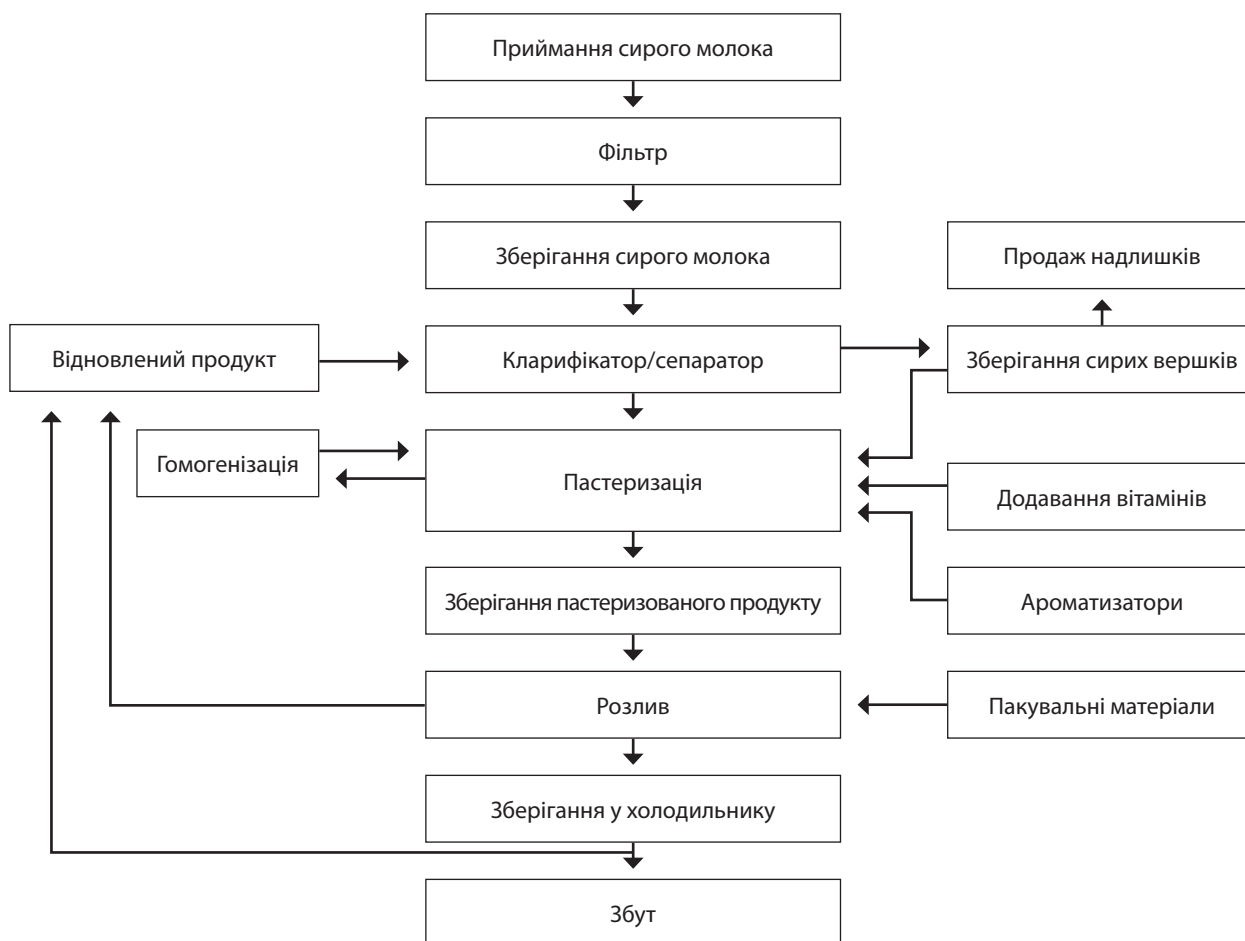 Приймання сирого молока
Фільтр
Зберігання сирого молока
Продаж надлишків
Відновлений продукт
Кларифікатор/сепаратор
Зберігання сирих вершків
Гомогенізація
Пастеризація
Додавання вітамінів
Зберігання пастеризованого продукту
Ароматизатори
Розлив
Пакувальні матеріали
Зберігання у холодильнику
Збут